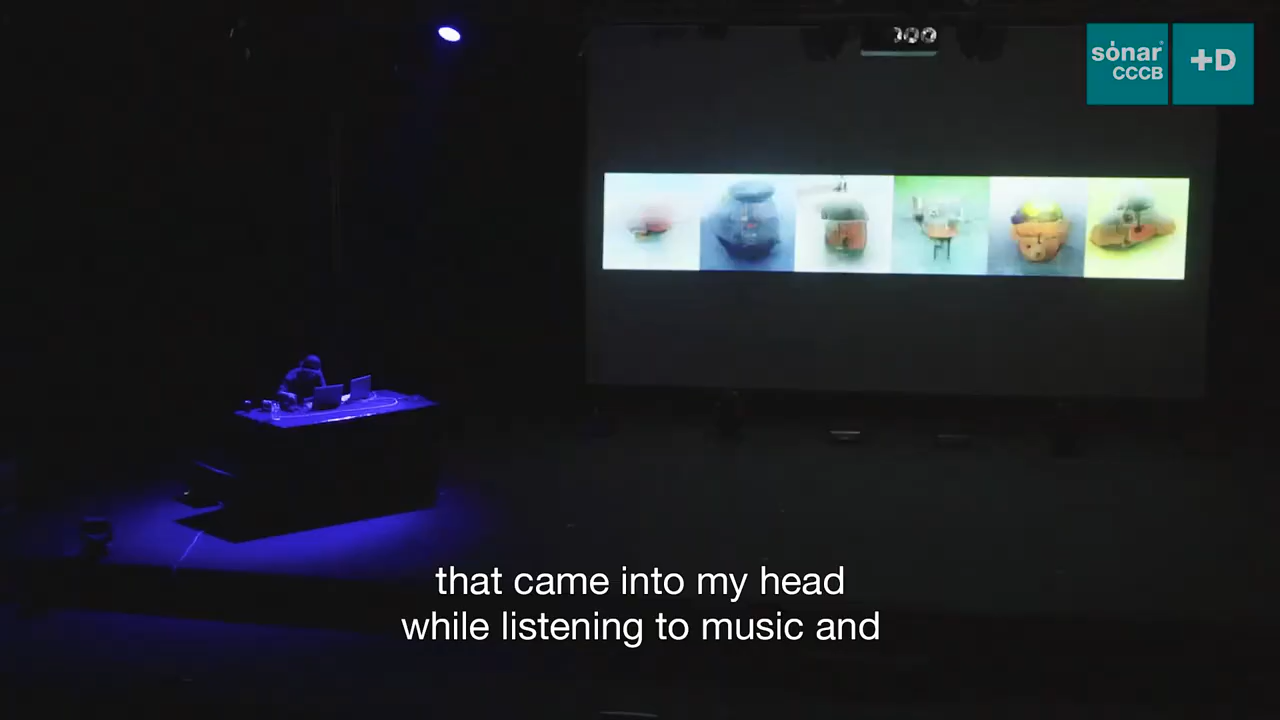 sónar
CCCB
+D
that came into my head
while listening to music and